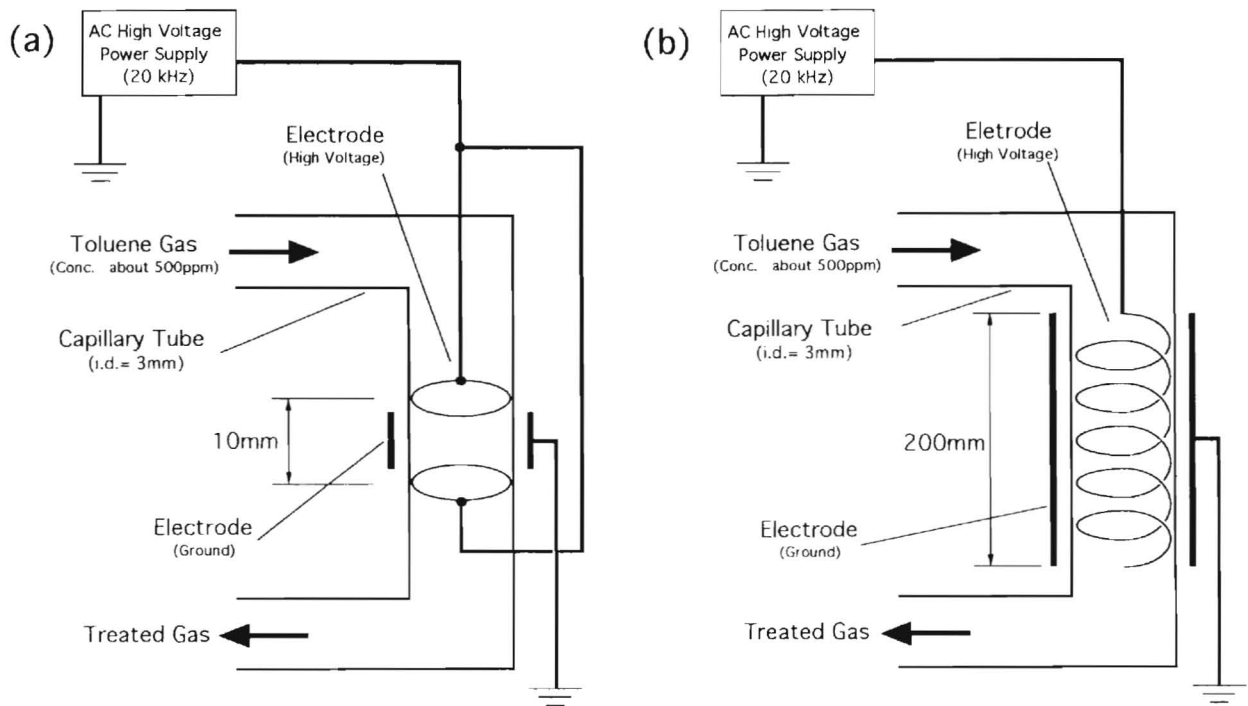 (a)
AC High Voltage
Power Supply
(20 kHz)
Electrode
(High Voltage)
Toluene Gas
(Conc. about 500ppm)
Capillary Tube
(i.d.= 3mm)
10mm
Electrode
(Ground)
Treated Gas
(b)
AC High Voltage
Power Supply
(20 kHz)
Eletrode
(High Voltage)
Toluene Gas
(Conc. about 500ppm)
Capillary Tube
(i.d.= 3mm)
200mm
Electrode
(Ground)
Treated Gas